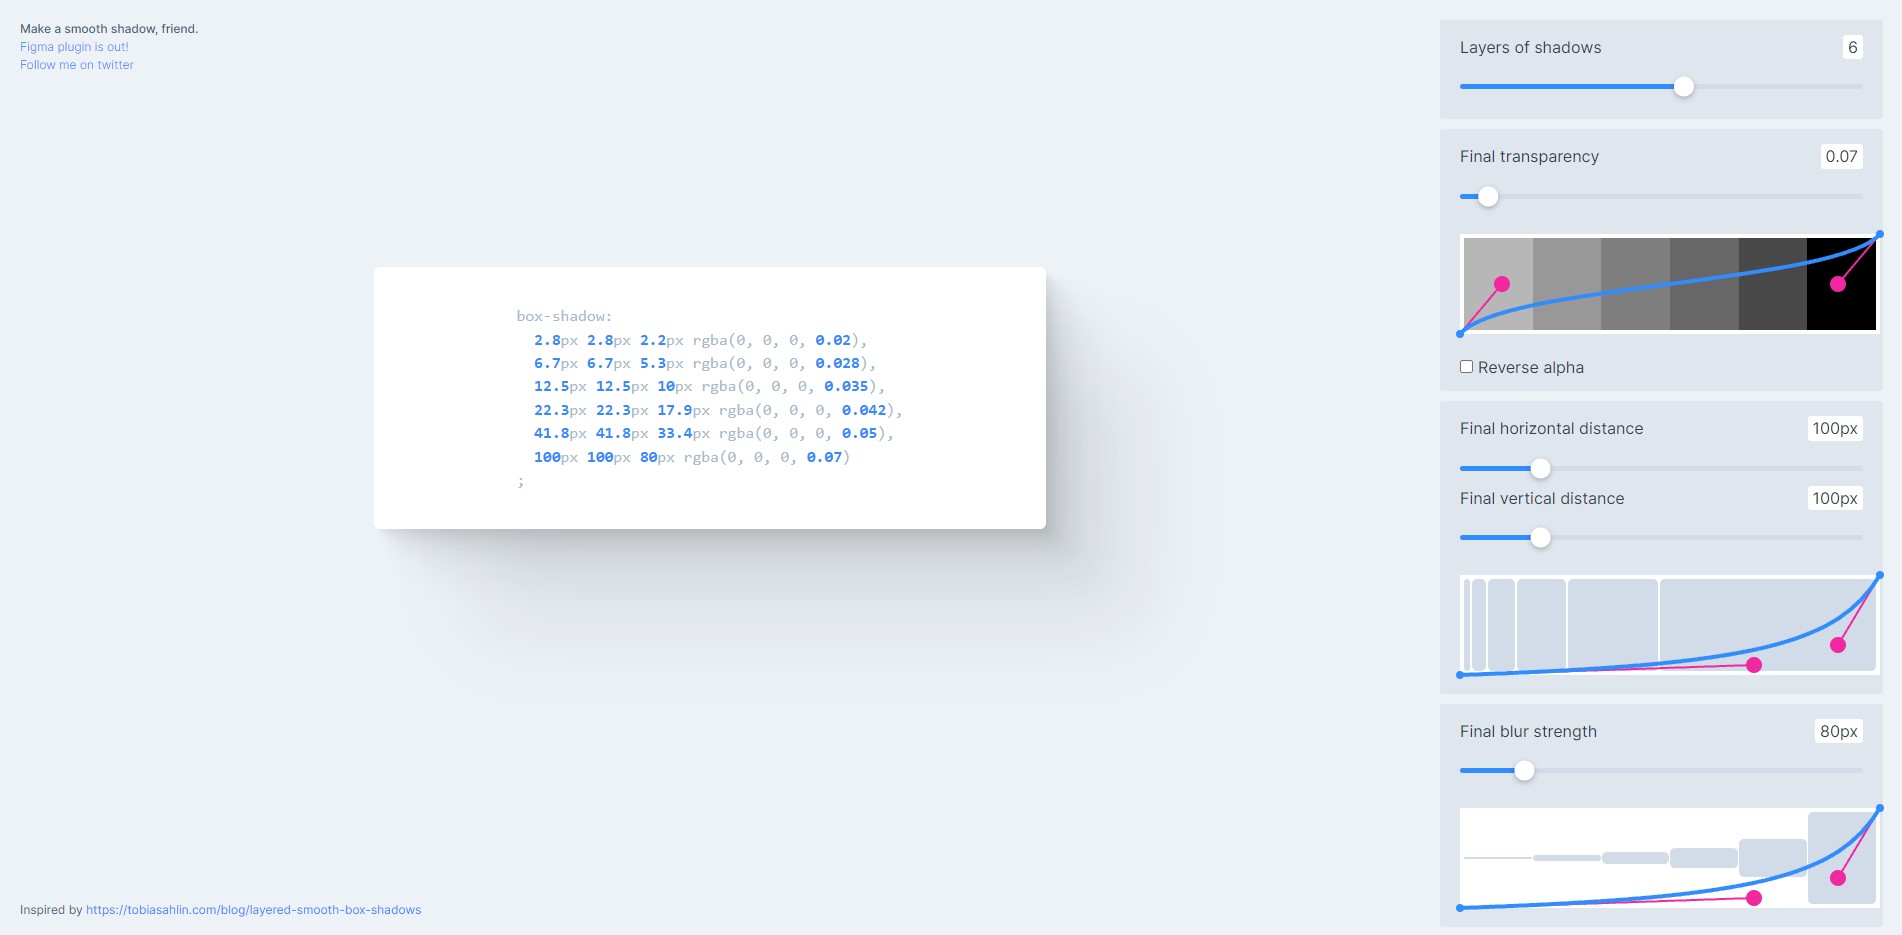 Make a smooth shadow, friend.
Figma plugin is out!
Follow me on twitter
box-shadow:
2.8px 2.8px 2.2px rgba(0, 0, 0, 0.02),
6.7px 6.7px 5.3px rgba(0, 0, 0, 0.028),
12.5px 12.5px 10px rgba(0, 0, 0, 0.035),
22.3px 22.3px 17.9px rgba(0, 0, 0, 0.042),
41.8px 41.8px 33.4px rgba(0, 0, 0, 0.05),
100px 100px 80px rgba(0, 0, 0, 0.07)
;
Inspired by https://tobiasahlin.com/blog/layered-smooth-box-shadows
Layers of shadows 6
Final transparency 0.07
Reverse alpha
Final horizontal distance 100px
Final vertical distance 100px
Final blur strength 80px